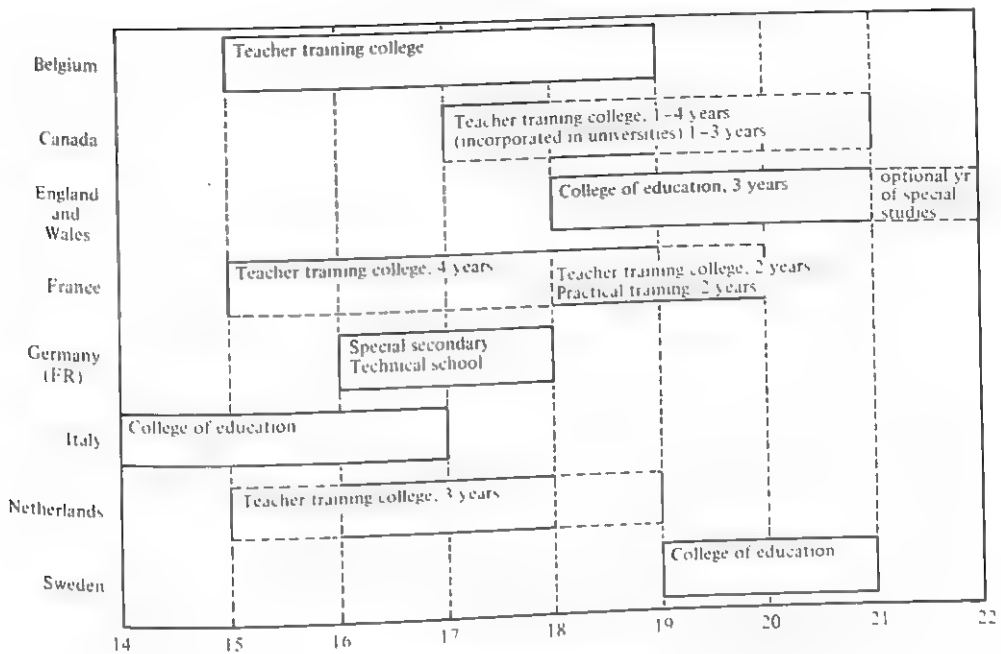 Belgium
Teacher training college
Canada
Teacher training college, 1-4 years
(incorporated in universities) 1-3 years
England
and
Wales
College of education, 3 years
optional yr
of special
studies
France
Teacher training college, 4 years
Teacher training college, 2 years
Practical training 2 years
Germany
(FR)
Special secondary
Technical school
Italy
College of education
Netherlands
Teacher training college, 3 years
Sweden
College of education
14 15 16 17 18 19 20 21 22